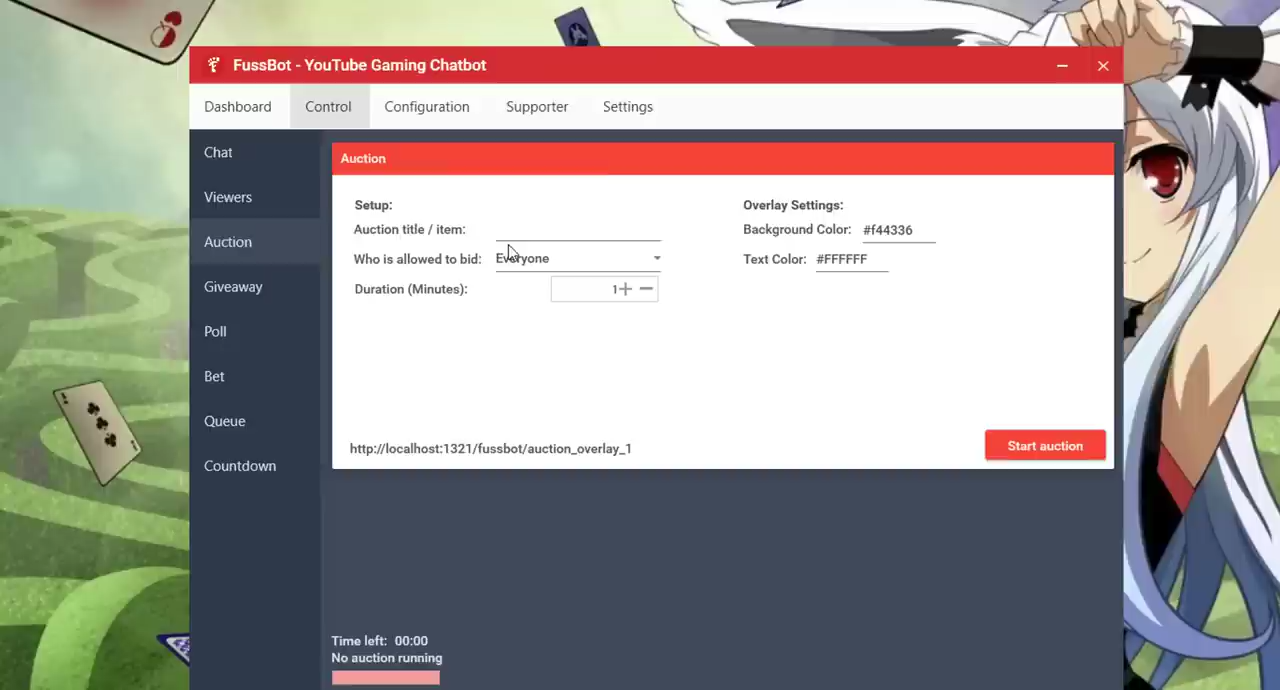 FussBot - YouTube Gaming Chatbot
Dashboard Control Configuration Supporter Settings
Chat
Viewers
Auction
Giveaway
Poll
Bet
Queue
Countdown
Auction
Setup:
Auction title / item:
Who is allowed to bid: Everyone
Duration (Minutes): 1
Overlay Settings:
Background Color: #f44336
Text Color: #FFFFFF
http://localhost:1321/fussbot/auction_overlay_1
Start auction
Time left: 00:00
No auction running